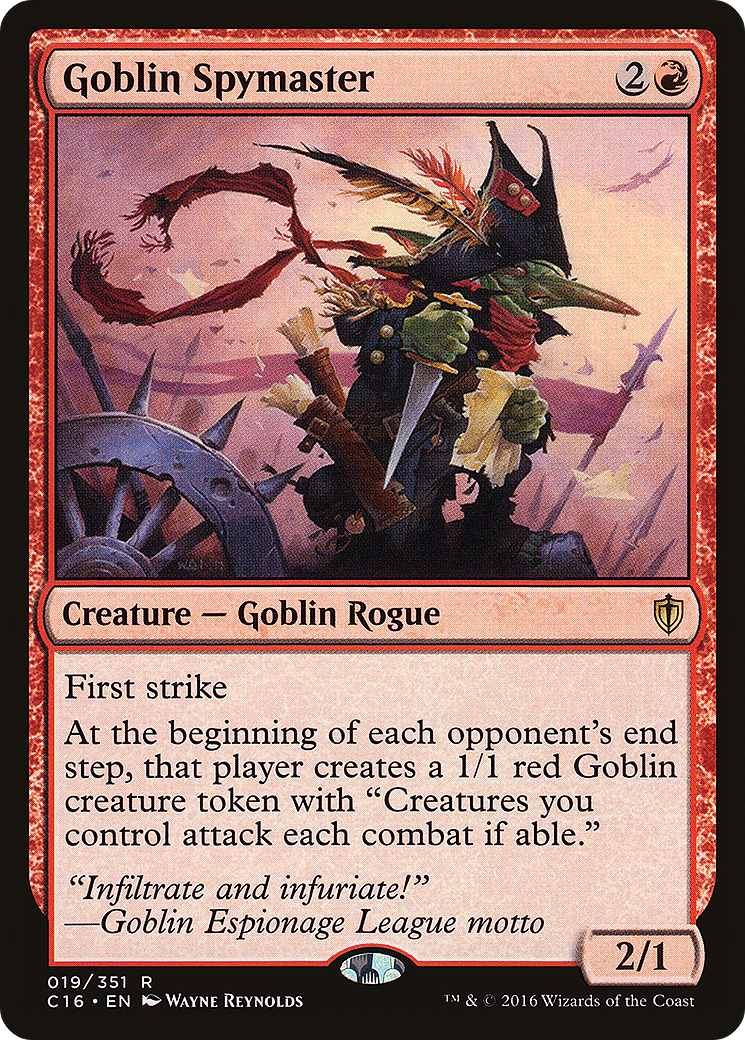 Goblin Spymaster 2
Creature — Goblin Rogue
First strike
At the beginning of each opponent's end
step, that player creates a 1/1 red Goblin
creature token with “Creatures you
control attack each combat if able.”
“Infiltrate and infuriate!”
—Goblin Espionage League motto
2/1
019/351 R
C16 • EN Wayne Reynolds
™ & © 2016 Wizards of the Coast